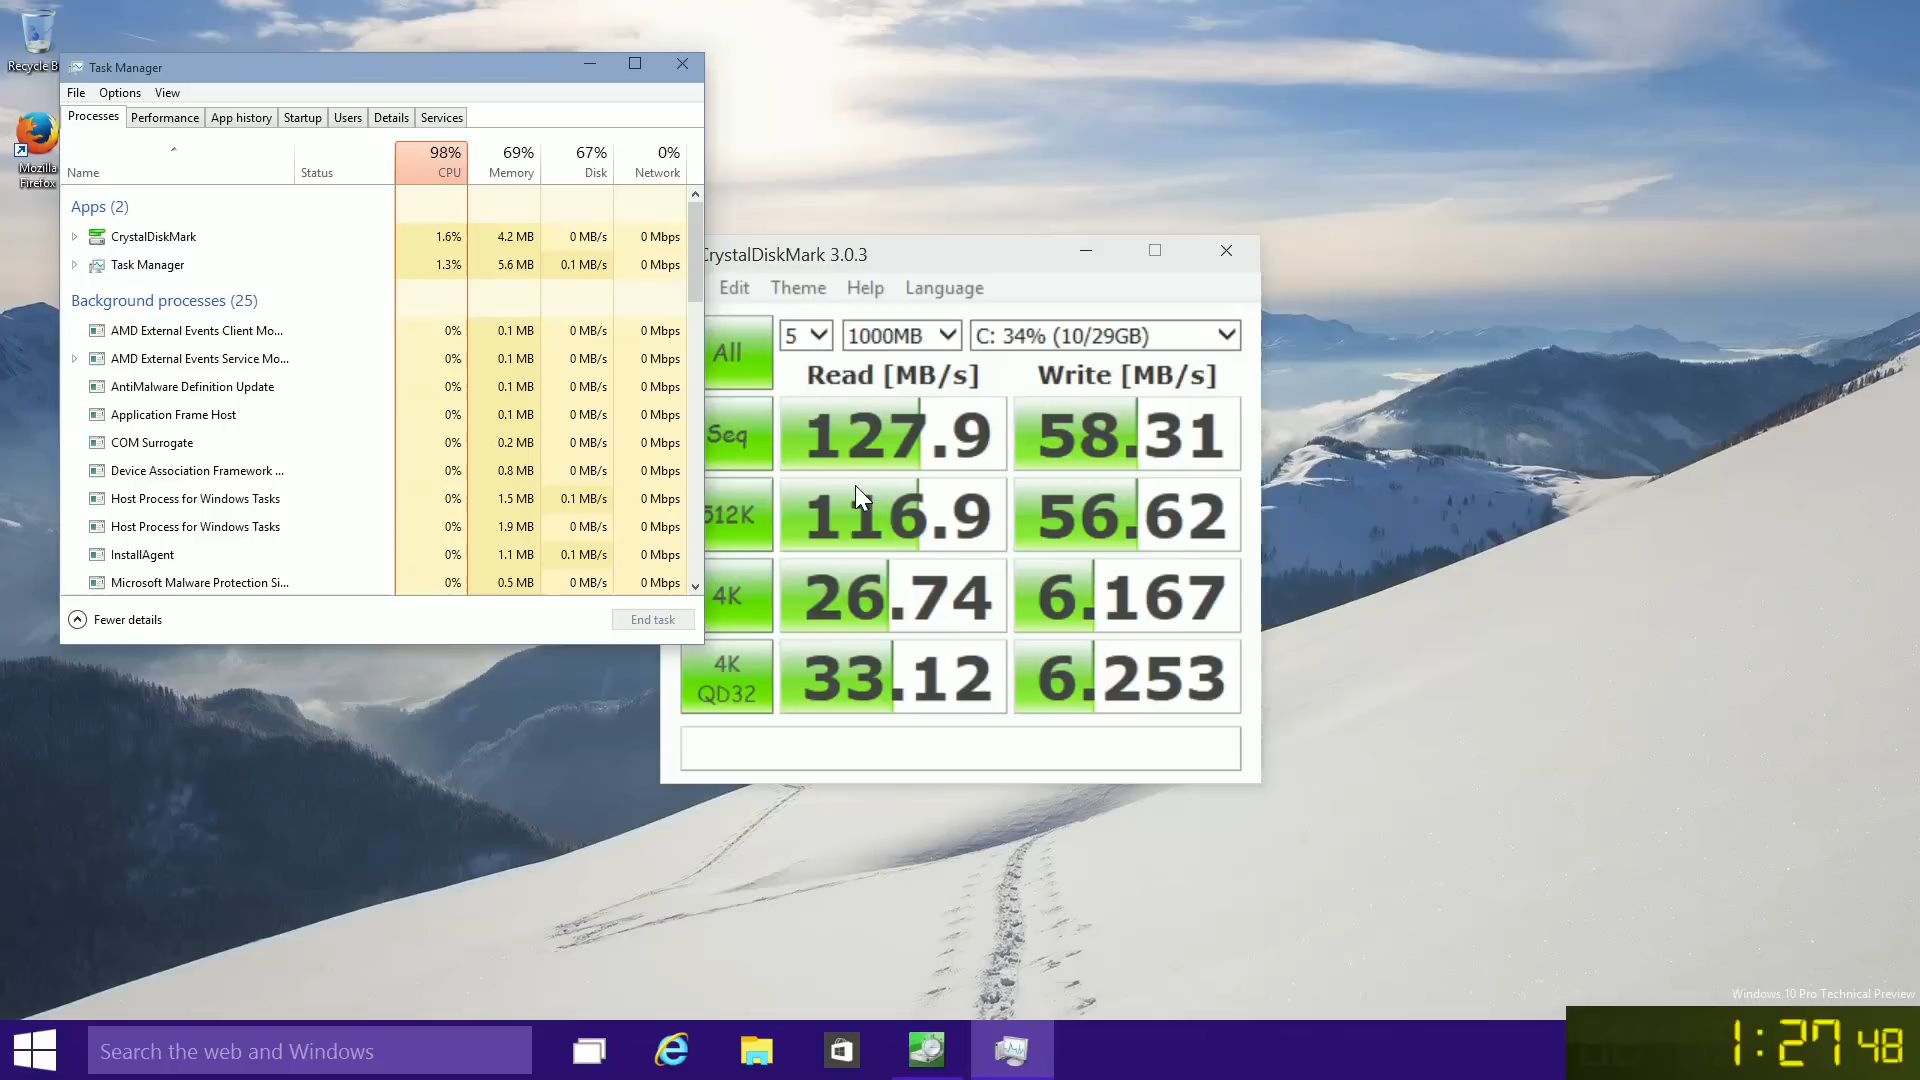 Recycle B
Mozilla
Firefox
Task Manager
File Options View
Processes Performance App history Startup Users Details Services
98% 69% 67% 0%
Name Status CPU Memory Disk Network
Apps (2)
CrystalDiskMark 1.6% 4.2 MB 0 MB/s 0 Mbps
Task Manager 1.3% 5.6 MB 0.1 MB/s 0 Mbps
Background processes (25)
AMD External Events Client Mo... 0% 0.1 MB 0 MB/s 0 Mbps
AMD External Events Service Mo... 0% 0.1 MB 0 MB/s 0 Mbps
AntiMalware Definition Update 0% 0.1 MB 0 MB/s 0 Mbps
Application Frame Host 0% 0.1 MB 0 MB/s 0 Mbps
COM Surrogate 0% 0.2 MB 0 MB/s 0 Mbps
Device Association Framework ... 0% 0.8 MB 0 MB/s 0 Mbps
Host Process for Windows Tasks 0% 1.5 MB 0.1 MB/s 0 Mbps
Host Process for Windows Tasks 0% 1.9 MB 0 MB/s 0 Mbps
InstallAgent 0% 1.1 MB 0.1 MB/s 0 Mbps
Microsoft Malware Protection Si... 0% 0.5 MB 0 MB/s 0 Mbps
Fewer details End task
CrystalDiskMark 3.0.3
Edit Theme Help Language
All 5 1000MB C: 34% (10/29GB)
Read [MB/s] Write [MB/s]
Seq 127.9 58.31
512K 116.9 56.62
4K 26.74 6.167
4K
QD32 33.12 6.253
Windows 10 Pro Technical Preview
Search the web and Windows
1:27 48